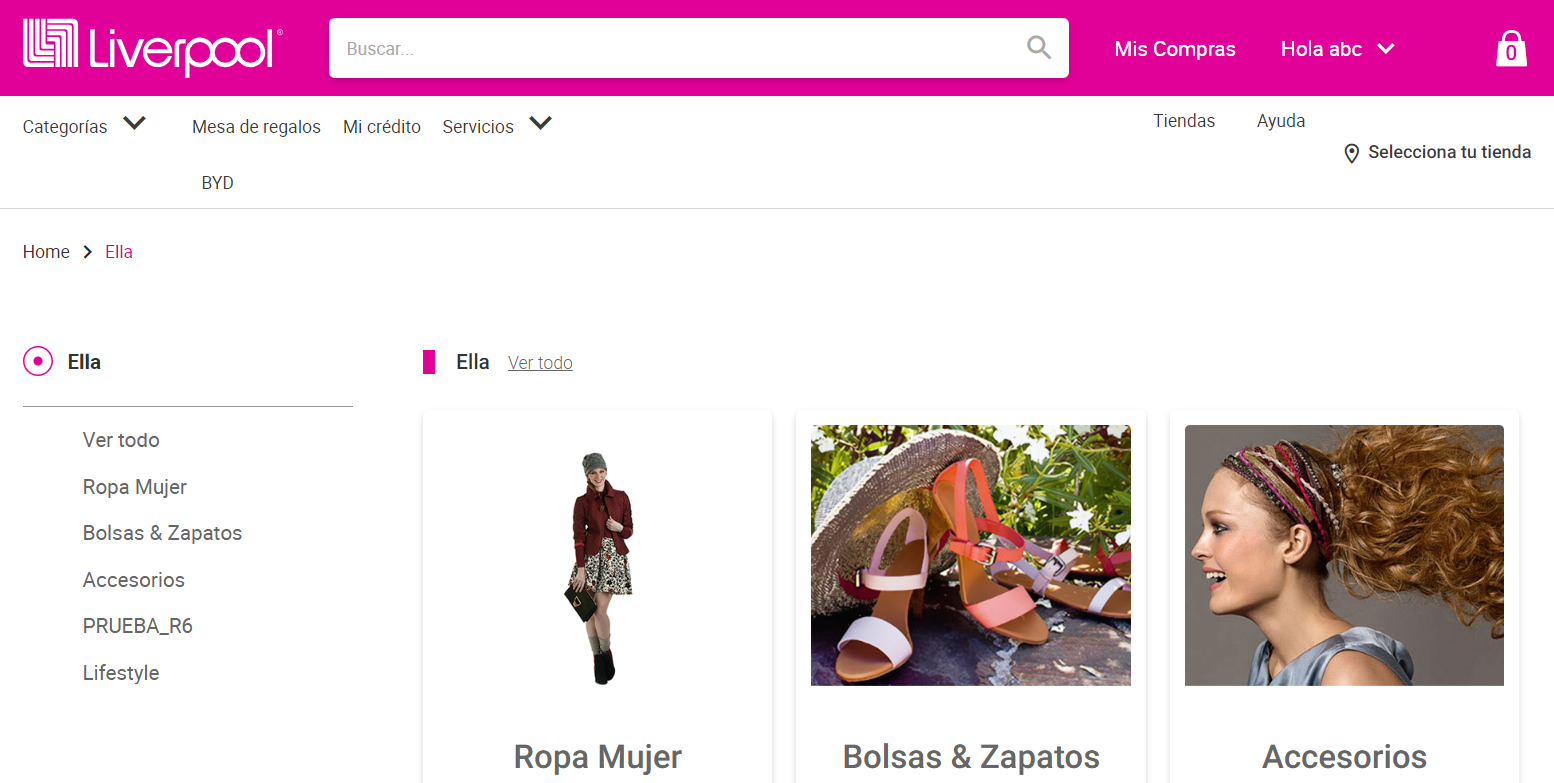 Liverpool®
Buscar...
Mis Compras
Hola abc
0
Categorías
Mesa de regalos
Mi crédito
Servicios
Tiendas
Ayuda
Selecciona tu tienda
BYD
Home
Ella
Ella
Ver todo
Ropa Mujer
Bolsas & Zapatos
Accesorios
PRUEBA_R6
Lifestyle
Ella Ver todo
Ropa Mujer
Bolsas & Zapatos
Accesorios